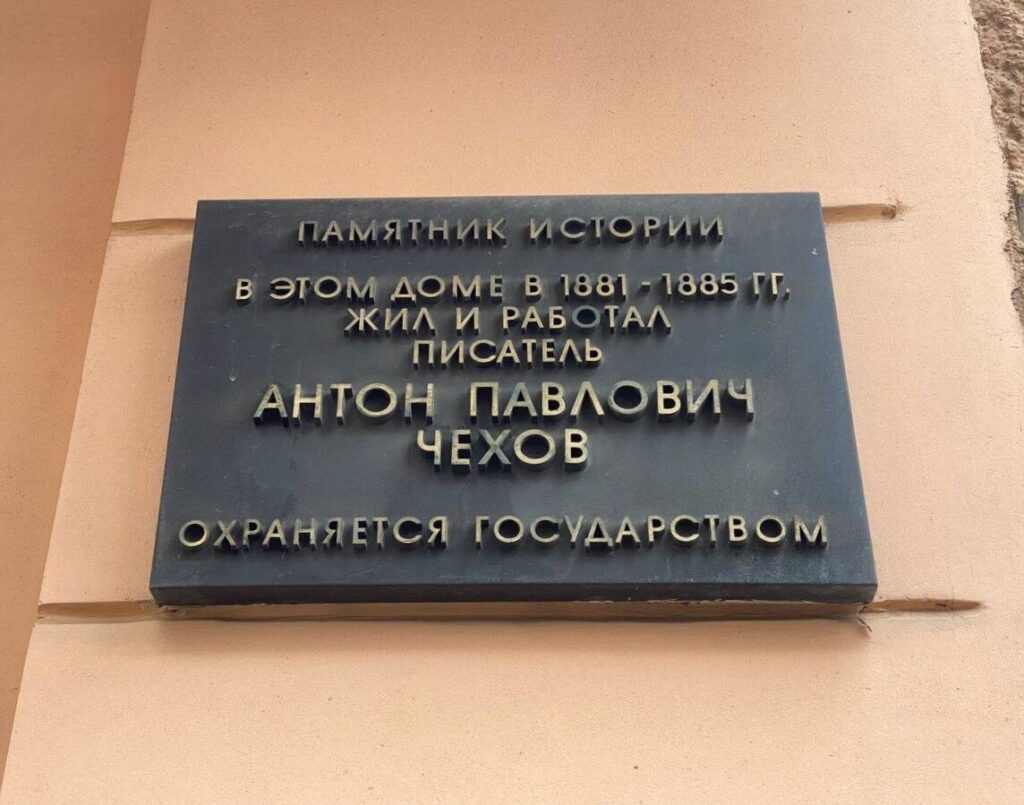 ПАМЯТНИК ИСТОРИИ
В ЭТОМ ДОМЕ В 1881 - 1885 ГГ.
ЖИЛ И РАБОТАЛ
ПИСАТЕЛЬ
АНТОН ПАВЛОВИЧ
ЧЕХОВ
ОХРАНЯЕТСЯ ГОСУДАРСТВОМ